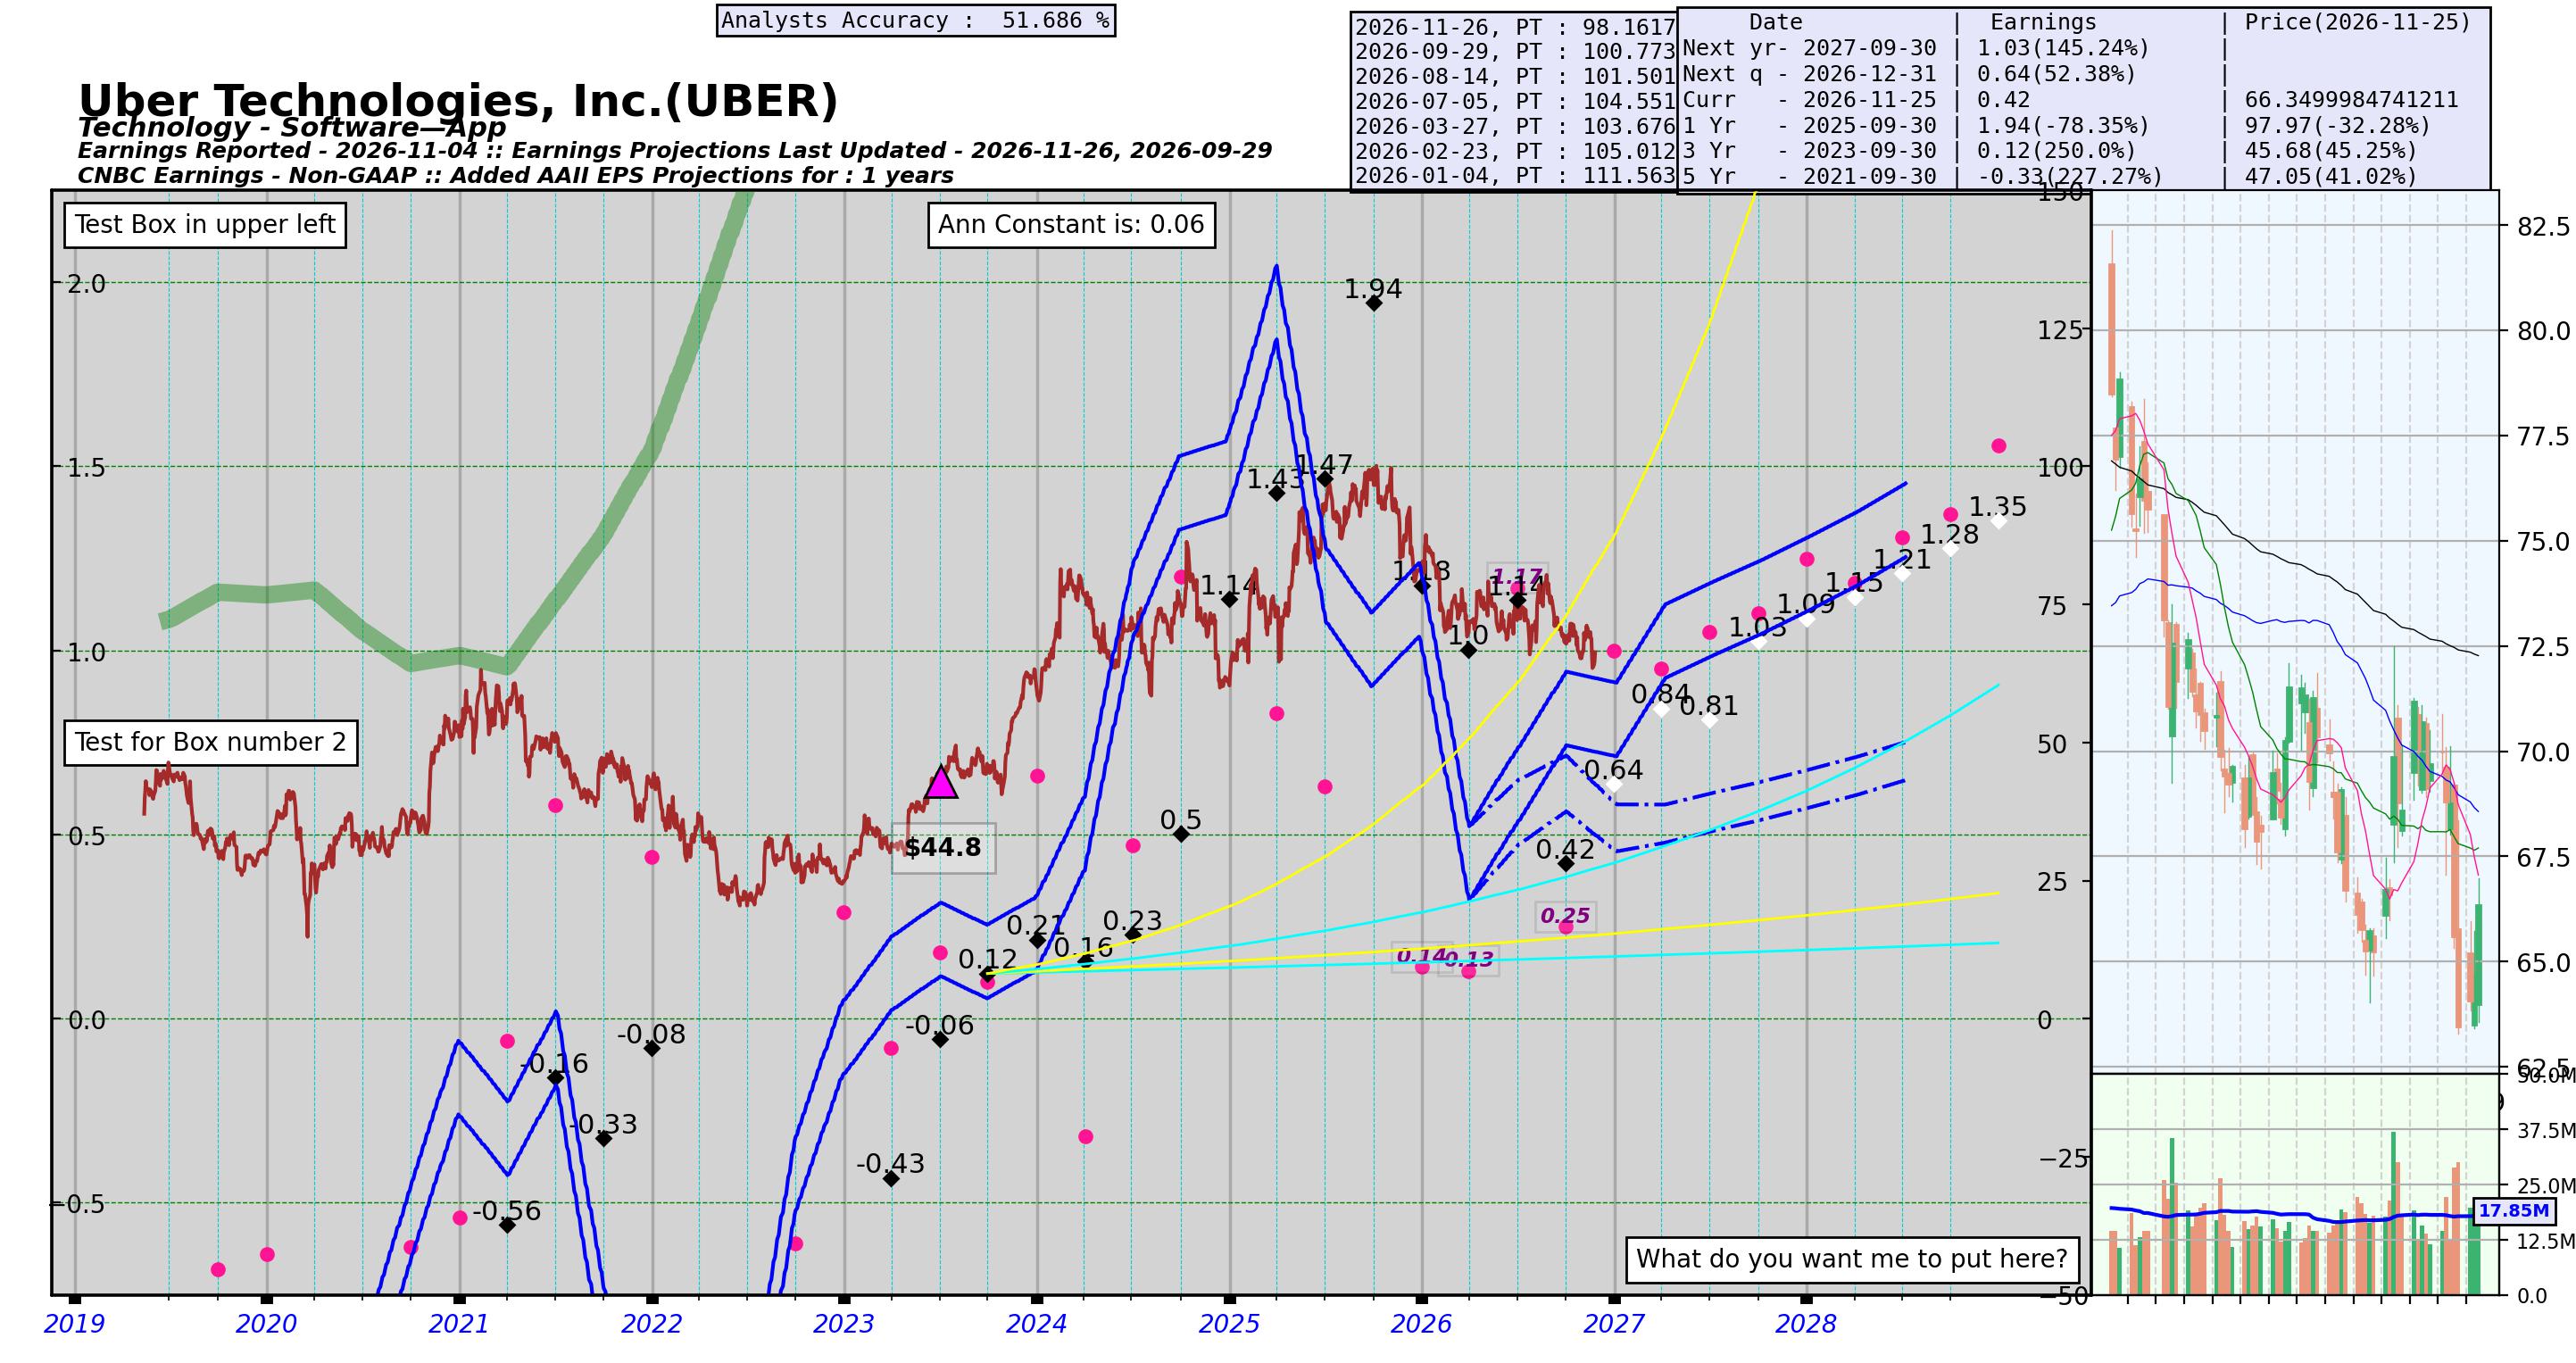 Analysts Accuracy :  51.686 %
2026-11-26, PT : 98.1617
2026-09-29, PT : 100.773
2026-08-14, PT : 101.501
2026-07-05, PT : 104.551
2026-03-27, PT : 103.676
2026-02-23, PT : 105.012
2026-01-04, PT : 111.563
Date | Earnings | Price(2026-11-25)
Next yr- 2027-09-30 | 1.03(145.24%) |
Next q - 2026-12-31 | 0.64(52.38%) |
Curr   - 2026-11-25 | 0.42 | 66.3499984741211
1 Yr   - 2025-09-30 | 1.94(-78.35%) | 97.97(-32.28%)
3 Yr   - 2023-09-30 | 0.12(250.0%) | 45.68(45.25%)
5 Yr   - 2021-09-30 | -0.33(227.27%) | 47.05(41.02%)
Uber Technologies, Inc.(UBER)
Technology - Software—App
Earnings Reported - 2026-11-04 :: Earnings Projections Last Updated - 2026-11-26, 2026-09-29
CNBC Earnings - Non-GAAP :: Added AAII EPS Projections for : 1 years
Test Box in upper left
Ann Constant is: 0.06
Test for Box number 2
What do you want me to put here?
2.0
1.5
1.0
0.5
0.0
−0.5
150
125
100
75
50
25
0
−25
−50
-0.56
-0.16
-0.33
-0.08
-0.43
-0.06
0.12
0.21
0.16
0.23
0.5
1.14
1.43
1.47
1.94
1.18
1.0
1.14
0.42
0.64
0.84
0.81
1.03
1.09
1.15
1.21
1.28
1.35
$44.8
0.14
0.13
1.17
0.25
82.5
80.0
77.5
75.0
72.5
70.0
67.5
65.0
62.5
50.0M
37.5M
25.0M
17.85M
12.5M
0.0
2019
2020
2021
2022
2023
2024
2025
2026
2027
2028